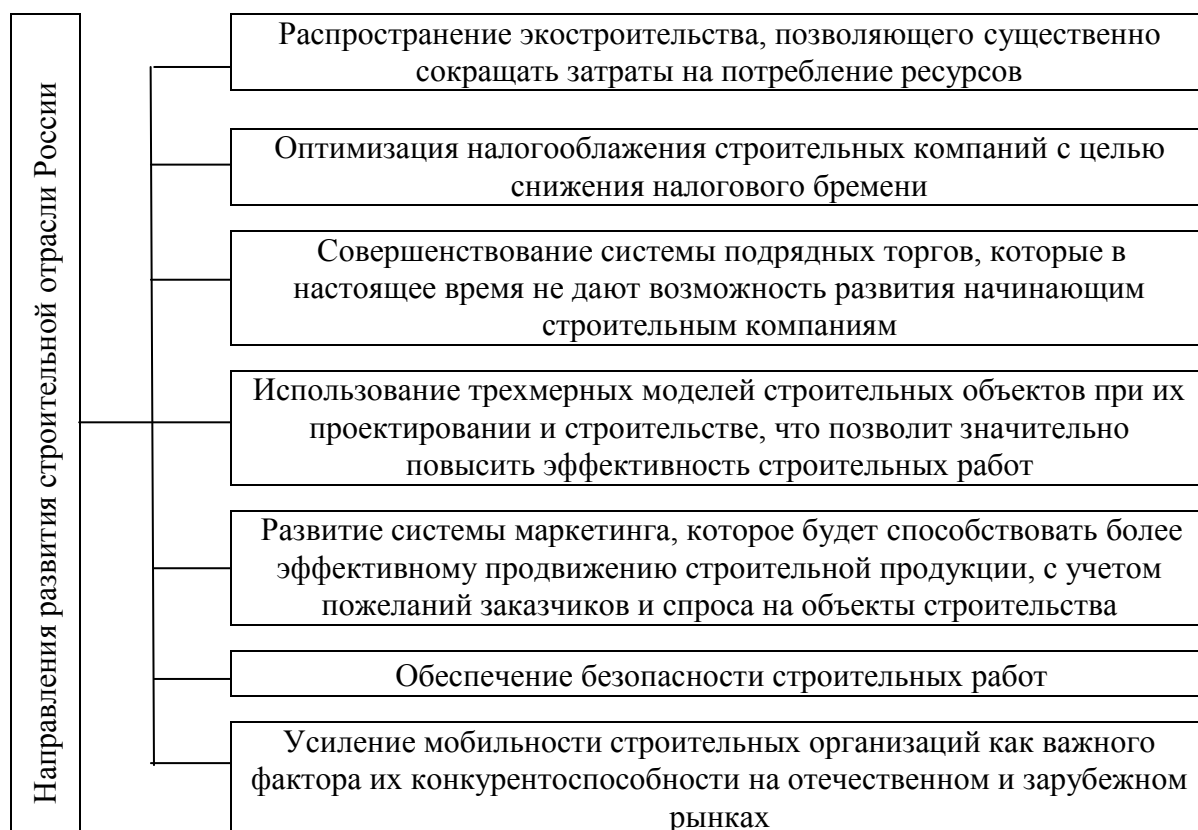 Направления развития строительной отрасли России
Распространение экостроительства, позволяющего существенно
сокращать затраты на потребление ресурсов
Оптимизация налогооблажения строительных компаний с целью
снижения налогового бремени
Совершенствование системы подрядных торгов, которые в
настоящее время не дают возможность развития начинающим
строительным компаниям
Использование трехмерных моделей строительных объектов при их
проектировании и строительстве, что позволит значительно
повысить эффективность строительных работ
Развитие системы маркетинга, которое будет способствовать более
эффективному продвижению строительной продукции, с учетом
пожеланий заказчиков и спроса на объекты строительства
Обеспечение безопасности строительных работ
Усиление мобильности строительных организаций как важного
фактора их конкурентоспособности на отечественном и зарубежном
рынках